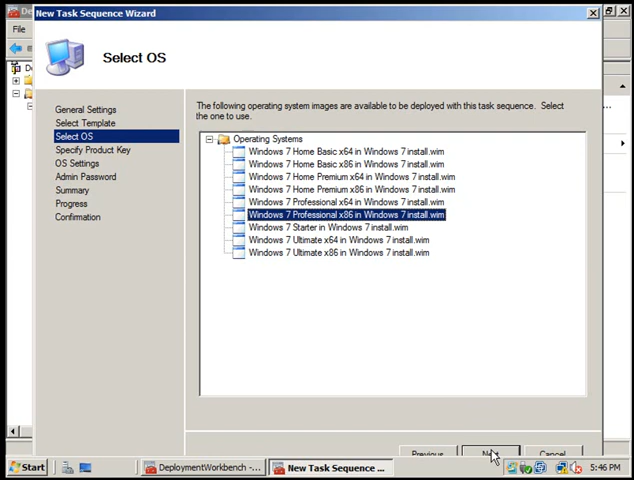 New Task Sequence Wizard
File
Select OS
General Settings
Select Template
Select OS
Specify Product Key
OS Settings
Admin Password
Summary
Progress
Confirmation
The following operating system images are available to be deployed with this task sequence. Select
the one to use.
Operating Systems
Windows 7 Home Basic x64 in Windows 7 install.wim
Windows 7 Home Basic x86 in Windows 7 install.wim
Windows 7 Home Premium x64 in Windows 7 install.wim
Windows 7 Home Premium x86 in Windows 7 install.wim
Windows 7 Professional x64 in Windows 7 install.wim
Windows 7 Professional x86 in Windows 7 install.wim
Windows 7 Starter in Windows 7 install.wim
Windows 7 Ultimate x64 in Windows 7 install.wim
Windows 7 Ultimate x86 in Windows 7 install.wim
Previous
Cancel
Start
DeploymentWorkbench - ...
New Task Sequence ...
5:46 PM